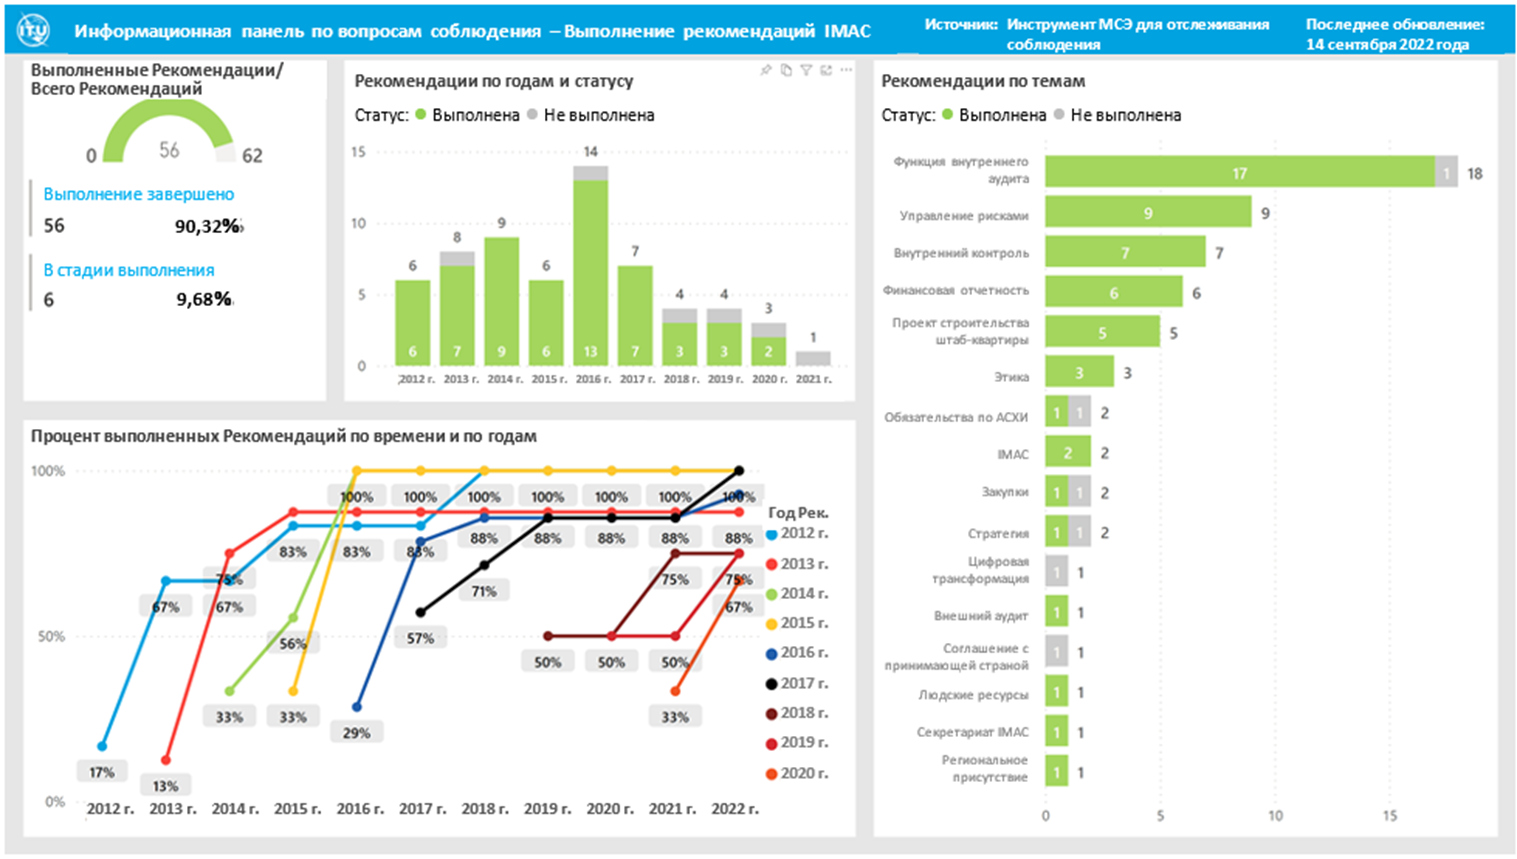 ITU
Информационная панель по вопросам соблюдения – Выполнение рекомендаций IMAC
Источник: Инструмент МСЭ для отслеживания
соблюдения
Последнее обновление:
14 сентября 2022 года
Выполненные Рекомендации/
Всего Рекомендаций
0
56
62
Выполнение завершено
56 90,32%
В стадии выполнения
6 9,68%
Рекомендации по годам и статусу
Статус: Выполнена Не выполнена
15
10
5
0
6
8
9
6
14
7
4
4
3
1
6 7 9 6 13 7 3 3 2
2012 г. 2013 г. 2014 г. 2015 г. 2016 г. 2017 г. 2018 г. 2019 г. 2020 г. 2021 г.
Процент выполненных Рекомендаций по времени и по годам
100%
50%
0%
100% 100% 100% 100% 100% 100% 100%
83% 83% 83% 88% 88% 88% 88% 88%
75%
67% 67%
71%
75% 75%
67%
56%
57%
50% 50% 50%
33% 33%
29%
33%
17%
13%
2012 г. 2013 г. 2014 г. 2015 г. 2016 г. 2017 г. 2018 г. 2019 г. 2020 г. 2021 г. 2022 г.
Год Рек.
2012 г.
2013 г.
2014 г.
2015 г.
2016 г.
2017 г.
2018 г.
2019 г.
2020 г.
Рекомендации по темам
Статус: Выполнена Не выполнена
Функция внутреннего
аудита
17 1 18
Управление рисками
9 9
Внутренний контроль
7 7
Финансовая отчетность
6 6
Проект строительства
штаб-квартиры
5 5
Этика
3 3
Обязательства по АСХИ
1 1 2
IMAC
2 2
Закупки
1 1 2
Стратегия
1 1 2
Цифровая
трансформация
1 1
Внешний аудит
1 1
Соглашение с
принимающей страной
1 1
Людские ресурсы
1 1
Секретариат IMAC
1 1
Региональное
присутствие
1 1
0 5 10 15